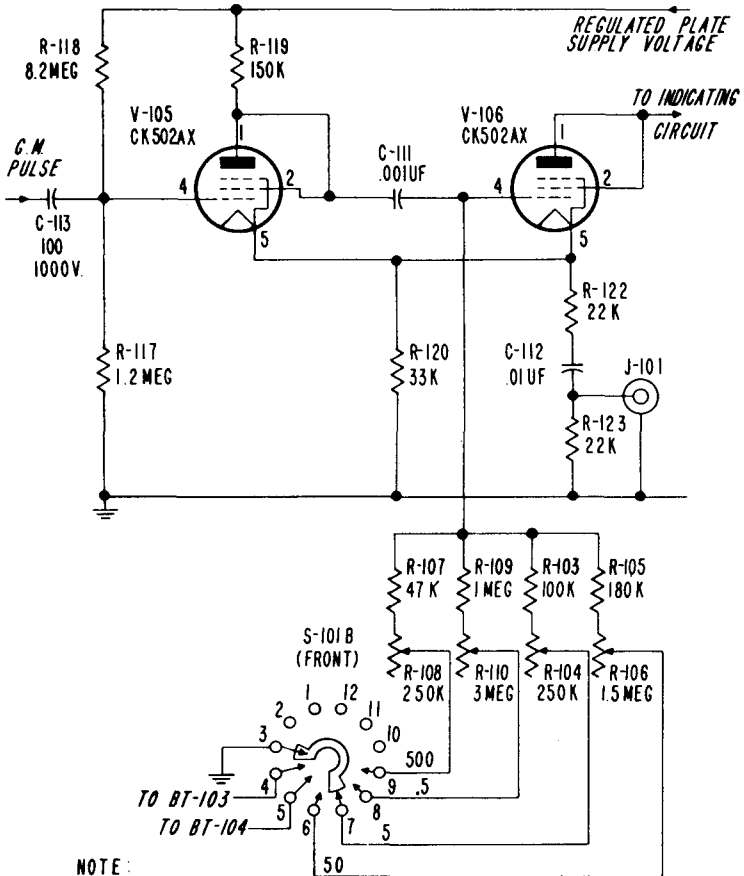 REGULATED PLATE
SUPPLY VOLTAGE
R-118
8.2MEG
R-119
150K
V-105
CK502AX
V-106
CK502AX
TO INDICATING
CIRCUIT
G.M.
PULSE
C-113
100
1000V.
4
1
2
5
C-111
.001UF
4
1
2
5
R-117
1.2MEG
R-120
33K
R-122
22K
C-112
.01UF
J-101
R-123
22K
R-107
47K
R-109
1MEG
R-103
100K
R-105
180K
S-101B
(FRONT)
R-108
250K
R-110
3MEG
R-104
250K
R-106
1.5MEG
1
12
2
11
3
10
4
9
5
8
6
7
500
.5
5
50
TO BT-103
TO BT-104
NOTE: